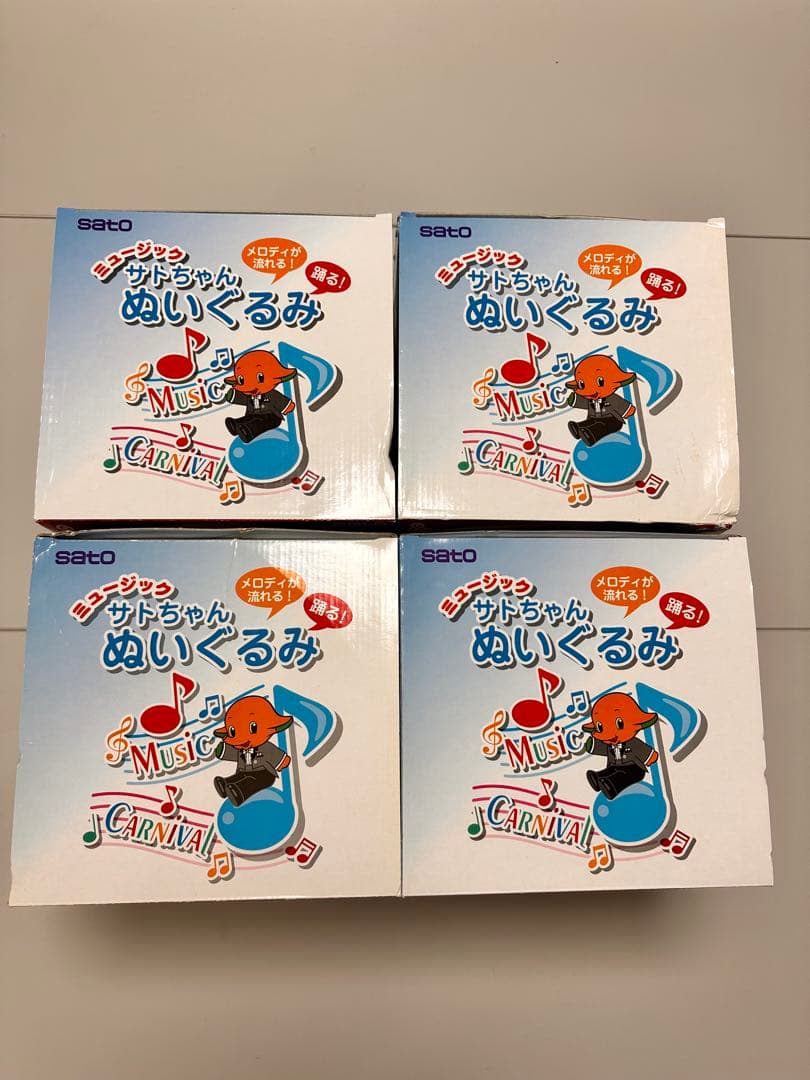 sato
ミュージック
サトちゃん
ぬいぐるみ
メロディが
流れる!
踊る!
Music
CARNIVAL
sato
ミュージック
サトちゃん
ぬいぐるみ
メロディが
流れる!
踊る!
Music
CARNIVAL
sato
ミュージック
サトちゃん
ぬいぐるみ
メロディが
流れる!
踊る!
Music
CARNIVAL
sato
ミュージック
サトちゃん
ぬいぐるみ
メロディが
流れる!
踊る!
Music
CARNIVAL